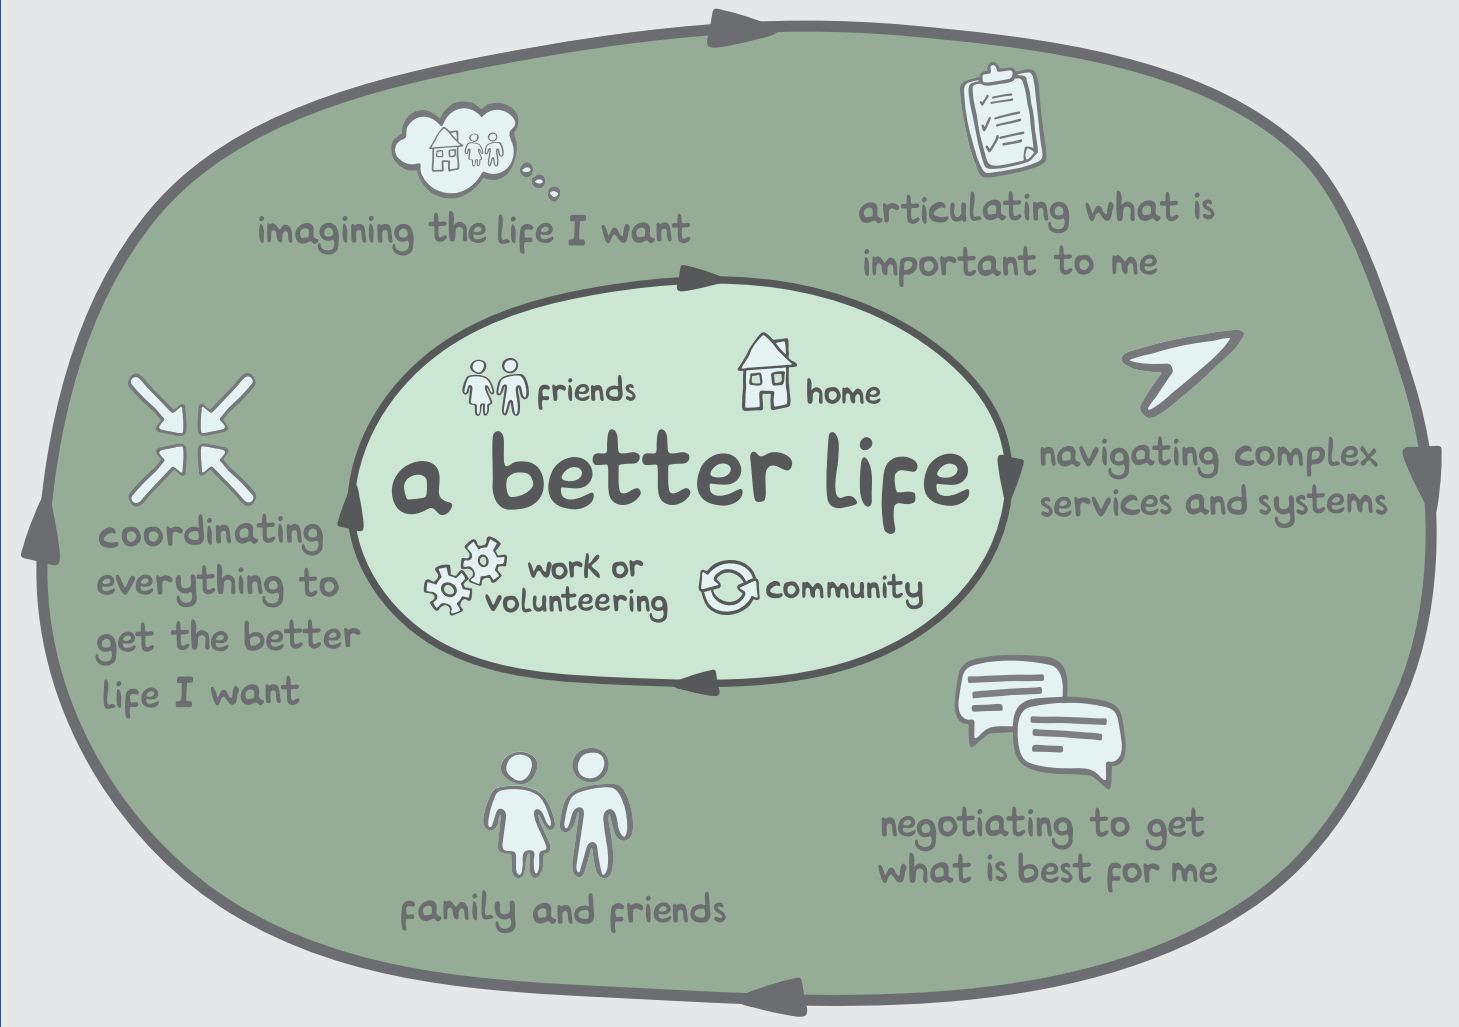 imagining the life I want
articulating what is
important to me
friends
home
a better life
work or
volunteering
community
navigating complex
services and systems
coordinating
everything to
get the better
life I want
negotiating to get
what is best for me
family and friends